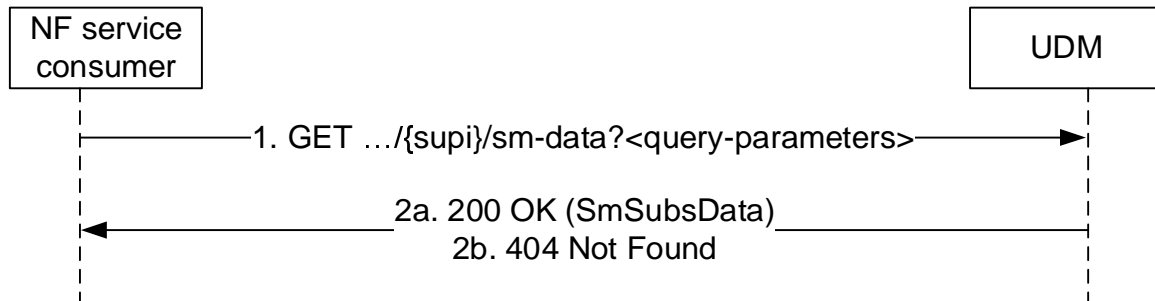 NF service
consumer
UDM
1. GET …/{supi}/sm-data?<query-parameters>
2a. 200 OK (SmSubsData)
2b. 404 Not Found